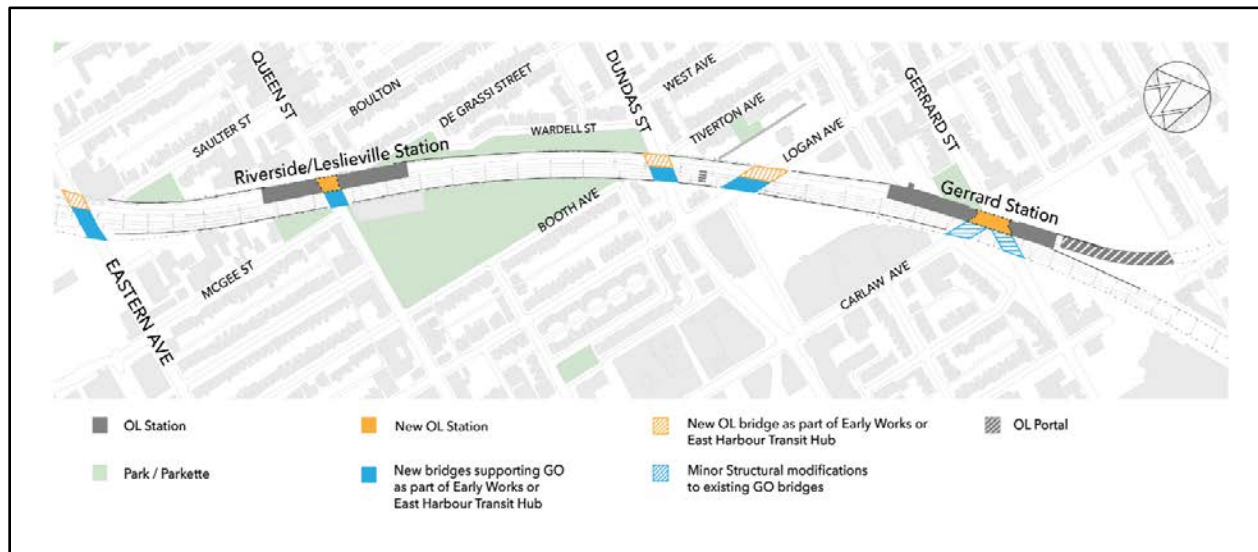 QUEEN ST
BOULTON
DE GRASSI STREET
SAULTER ST
DUNDAS ST
WEST AVE
TIVERTON AVE
WARDELL ST
LOGAN AVE
GERRARD ST
Riverside/Leslieville Station
Gerrard Station
BOOTH AVE
MCGEE ST
CARLAW AVE
EASTERN AVE
OL Station
New OL Station
New OL bridge as part of Early Works or
East Harbour Transit Hub
OL Portal
Park / Parkette
New bridges supporting GO
as part of Early Works or
East Harbour Transit Hub
Minor Structural modifications
to existing GO bridges